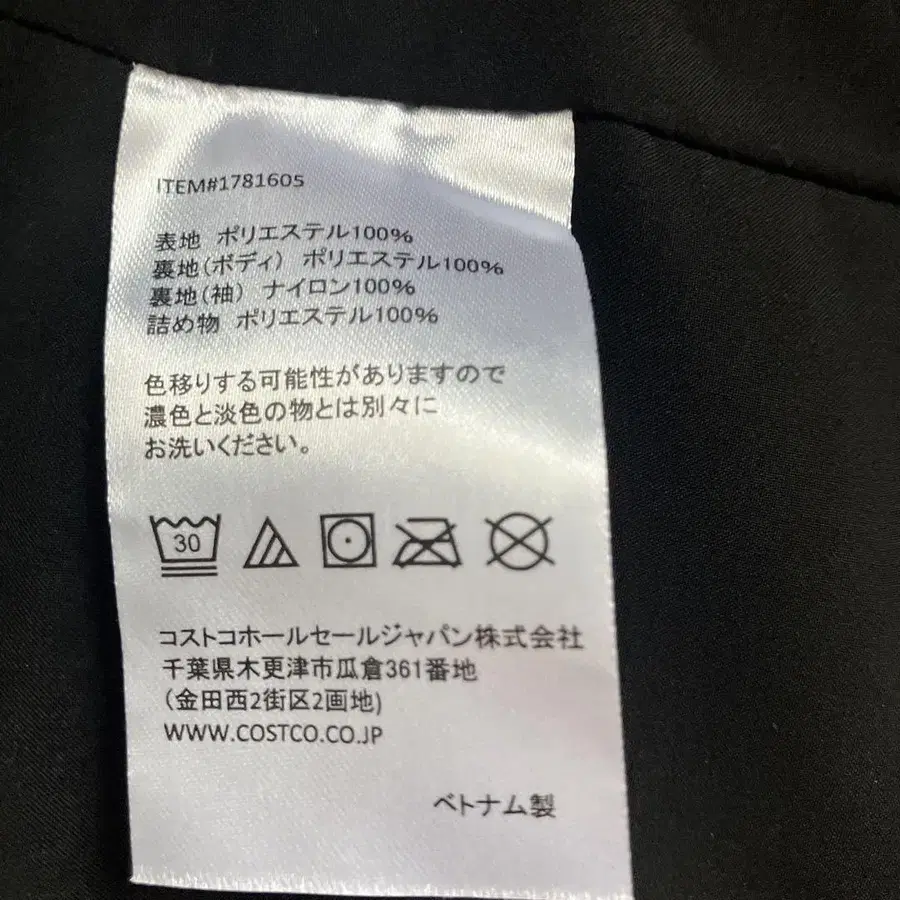 ITEM#1781605
表地 ポリエステル100%
裏地(ボディ) ポリエステル100%
裏地(袖) ナイロン100%
詰め物 ポリエステル100%
色移りする可能性がありますので
濃色と淡色の物とは別々に
お洗いください。
30
コストコホールセールジャパン株式会社
千葉県木更津市瓜倉361番地
(金田西2街区2画地)
WWW.COSTCO.CO.JP
ベトナム製